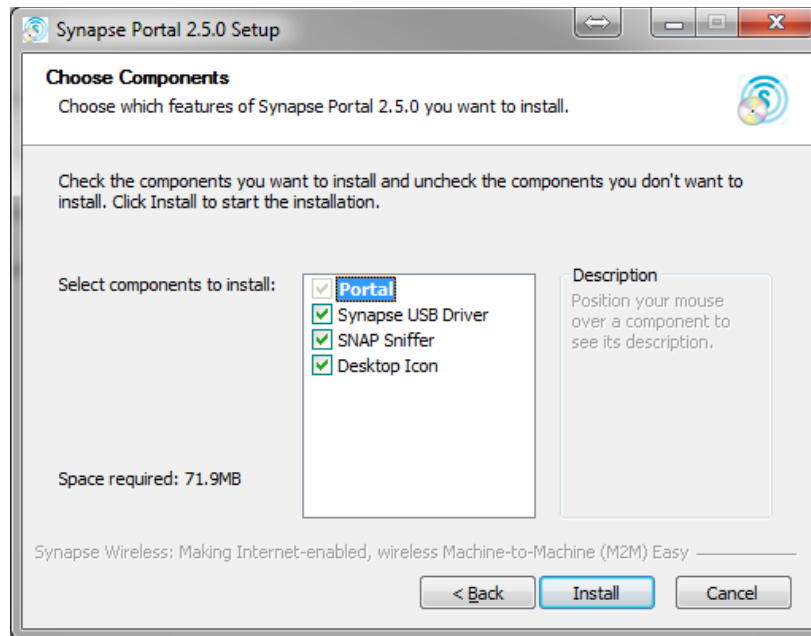 Synapse Portal 2.5.0 Setup
Choose Components
Choose which features of Synapse Portal 2.5.0 you want to install.
Check the components you want to install and uncheck the components you don't want to
install. Click Install to start the installation.
Select components to install:
Portal
Synapse USB Driver
SNAP Sniffer
Desktop Icon
Description
Position your mouse
over a component to
see its description.
Space required: 71.9MB
Synapse Wireless: Making Internet-enabled, wireless Machine-to-Machine (M2M) Easy
< Back
Install
Cancel